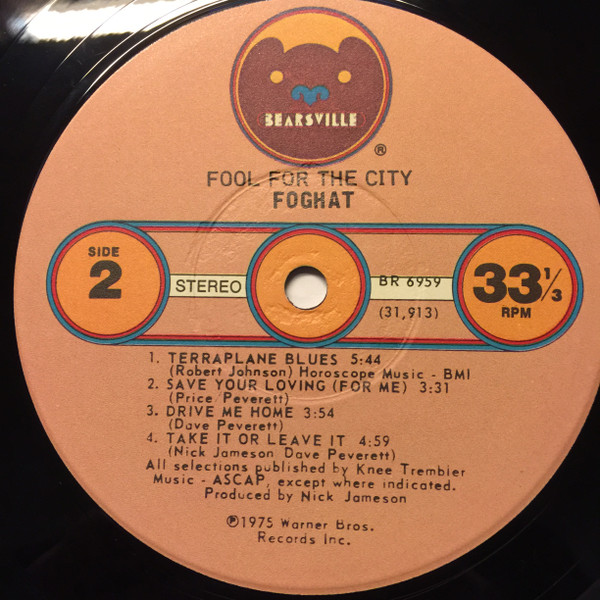 BEARSVILLE
®
FOOL FOR THE CITY
FOGHAT
SIDE
2
STEREO
BR 6959
(31,913)
33 1/3
RPM
1. TERRAPLANE BLUES 5:44
(Robert Johnson) Horoscope Music - BMI
2. SAVE YOUR LOVING (FOR ME) 3:31
(Price/Peverett)
3. DRIVE ME HOME 3:54
(Dave Peverett)
4. TAKE IT OR LEAVE IT 4:59
(Nick Jameson/Dave Peverett)
All selections published by Knee Trembler
Music - ASCAP, except where indicated.
Produced by Nick Jameson
℗1975 Warner Bros.
Records Inc.